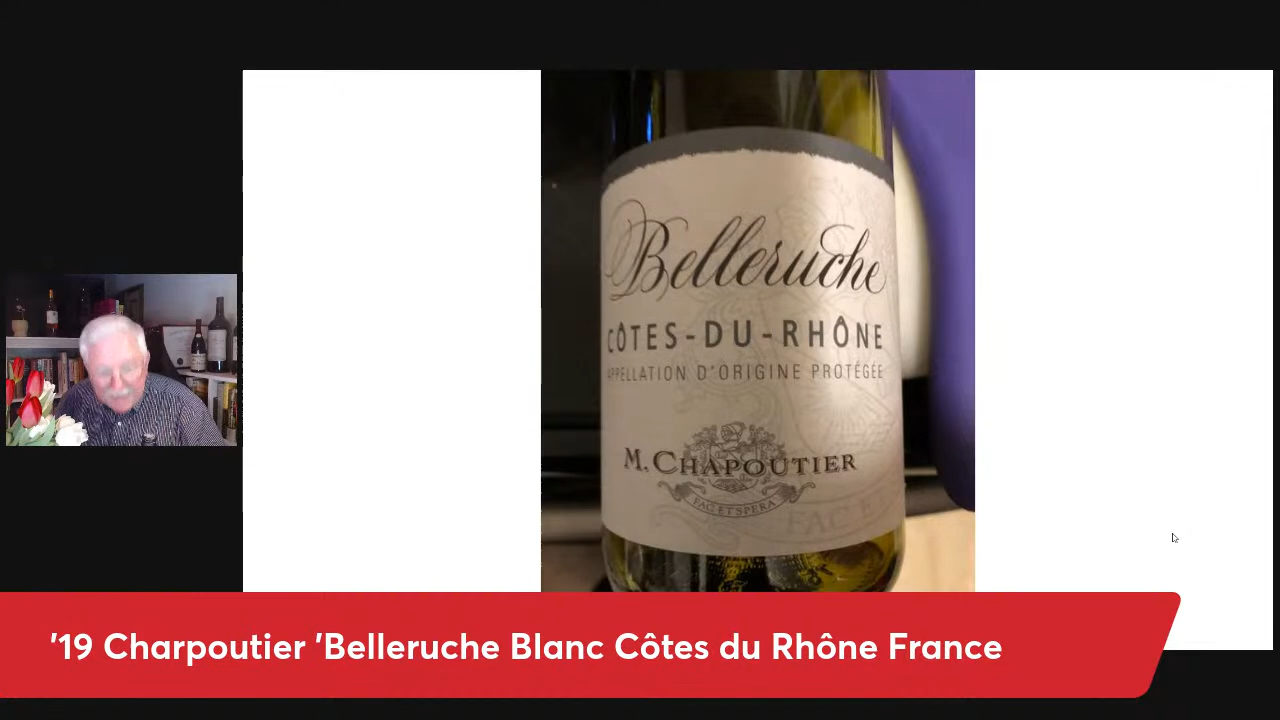 Belleruche
CÔTES-DU-RHÔNE
APPELLATION D'ORIGINE PROTÉGÉE
M. CHAPOUTIER
FAC ET SPERA
'19 Charpoutier 'Belleruche Blanc Côtes du Rhône France